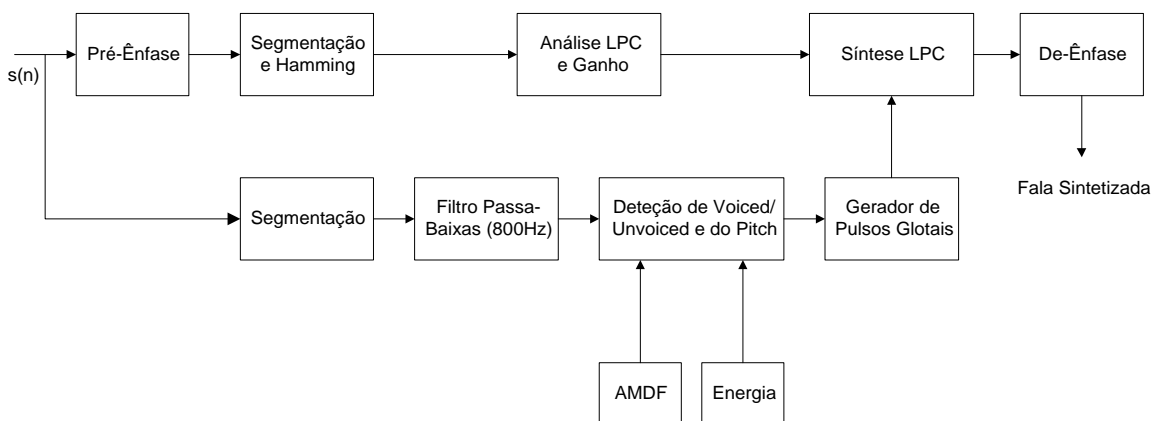 Pré-Ênfase
Segmentação
e Hamming
Análise LPC
e Ganho
Síntese LPC
De-Ênfase
s(n)
Fala Sintetizada
Segmentação
Filtro Passa-
Baixas (800Hz)
Deteção de Voiced/
Unvoiced e do Pitch
Gerador de
Pulsos Glotais
AMDF
Energia